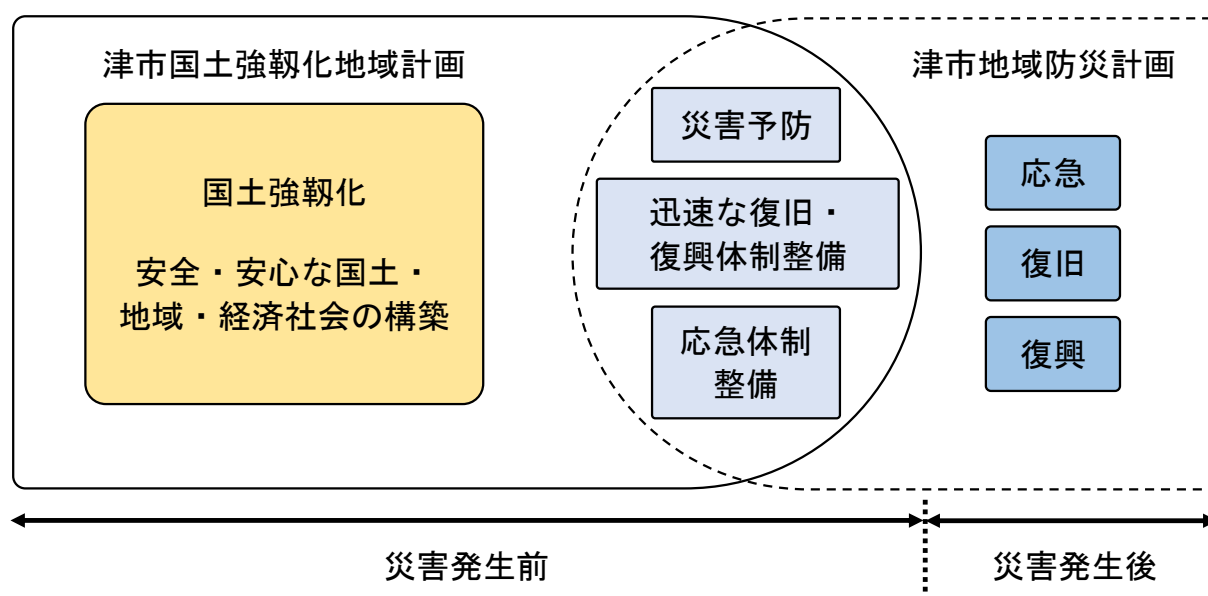 津市国土強靱化地域計画
国土強靱化
安全・安心な国土・
地域・経済社会の構築
災害予防
迅速な復旧・
復興体制整備
応急体制
整備
津市地域防災計画
応急
復旧
復興
災害発生前
災害発生後